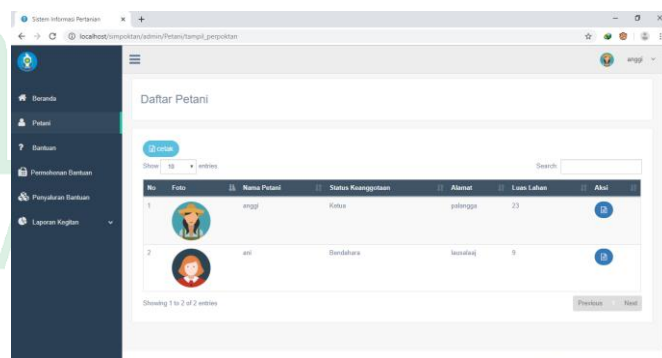 Sistem Informasi Pertanian
localhost/simpoktan/admin/Petani/tampil_perpoktan
anggi
Beranda
Petani
Bantuan
Permohonan Bantuan
Penyaluran Bantuan
Laporan Kegitan
Daftar Petani
cetak
Show 10 entries
Search:
No Foto Nama Petani Status Keanggotaan Alamat Luas Lahan Aksi
1 anggi Ketua palangga 23
2 ani Bendahara 9
Showing 1 to 2 of 2 entries
Previous Next